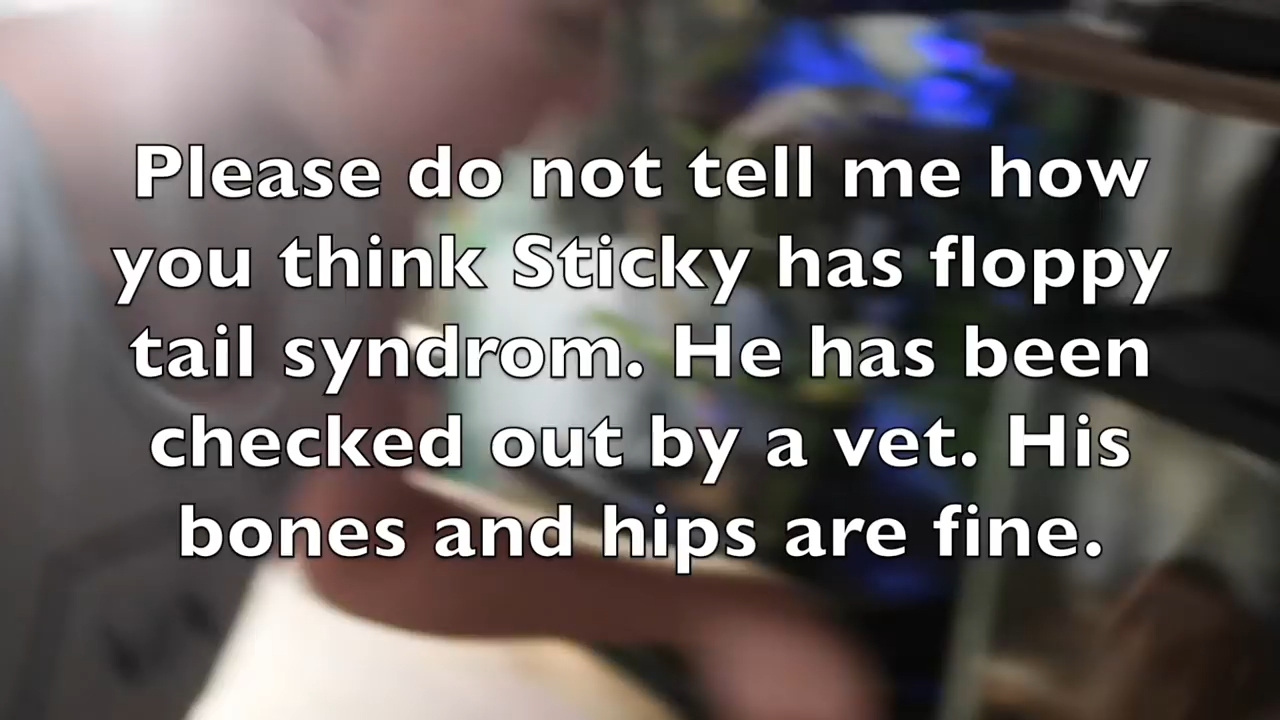 Please do not tell me how
you think Sticky has floppy
tail syndrom. He has been
checked out by a vet. His
bones and hips are fine.